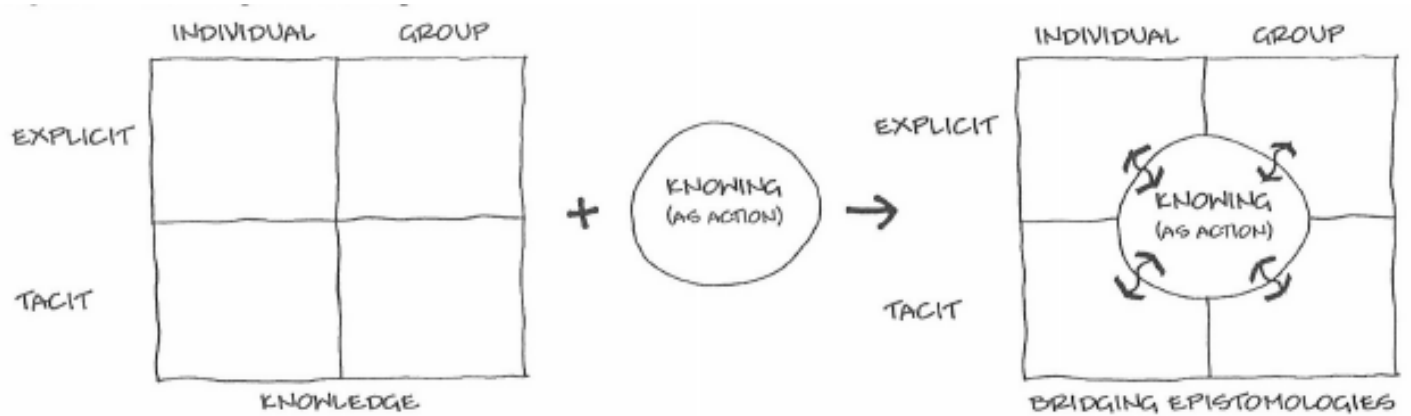 INDIVIDUAL GROUP
EXPLICIT
TACIT
KNOWLEDGE
+
KNOWING
(AS ACTION)
INDIVIDUAL GROUP
EXPLICIT
TACIT
KNOWING
(AS ACTION)
BRIDGING EPISTOMOLOGIES